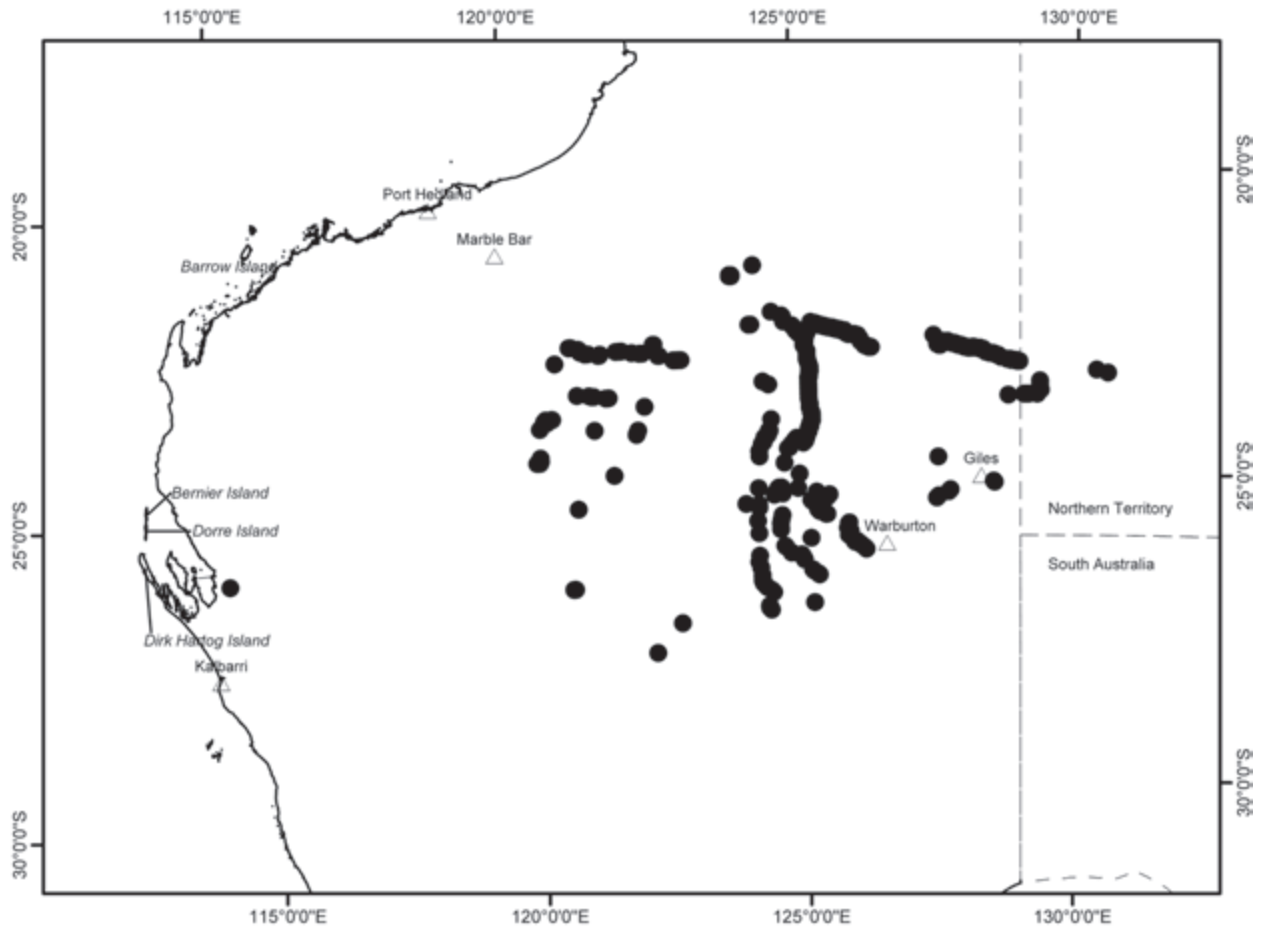 115°0'0"E 120°0'0"E 125°0'0"E 130°0'0"E
20°0'0"S
Port Hedland
20°0'0"S
Marble Bar
Barrow Island
Giles
25°0'0"S
Bernier Island
Northern Territory
Warburton
Dorre Island
25°0'0"S
South Australia
Dirk Hartog Island
Kalbarri
30°0'0"S
30°0'0"S
115°0'0"E 120°0'0"E 125°0'0"E 130°0'0"E